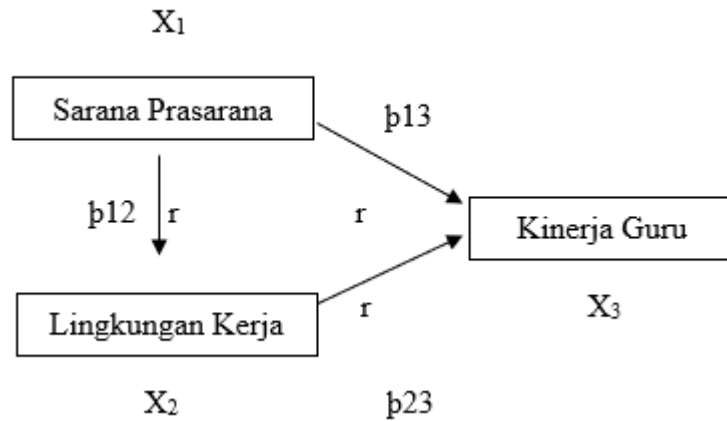 X₁
Sarana Prasarana
þ13
þ12 r
r
Kinerja Guru
Lingkungan Kerja
r
X₃
X₂
þ23